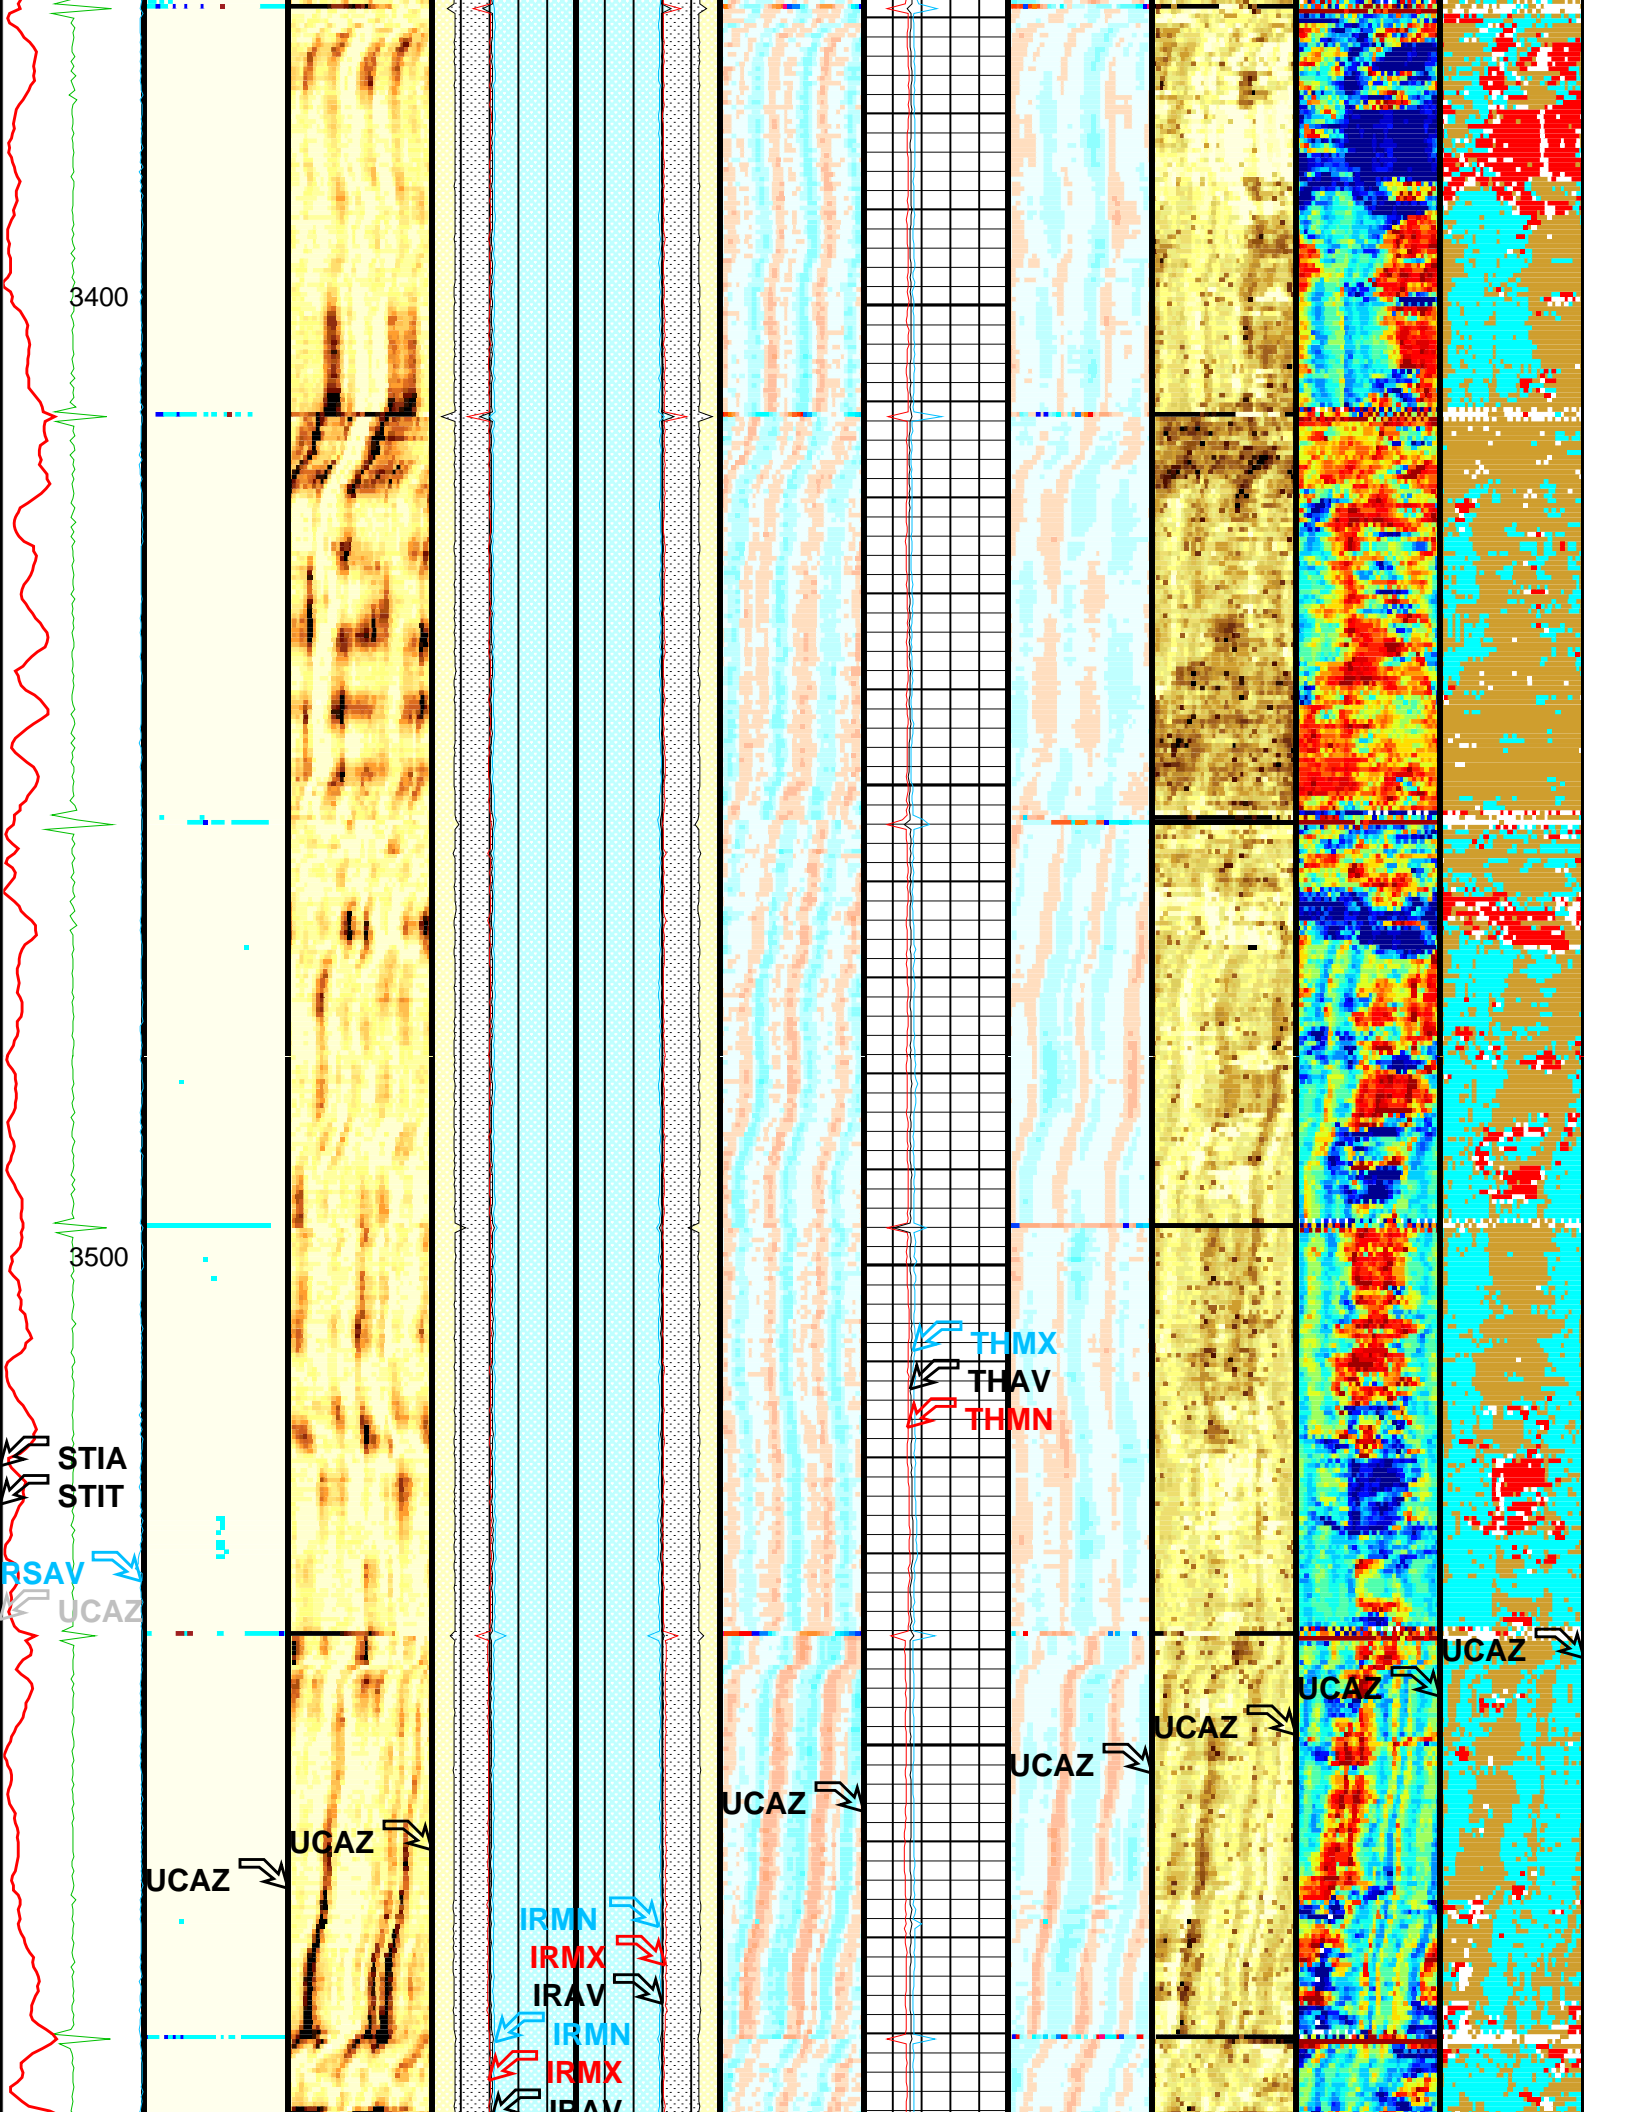 3400
3500
THMX
THAV
THMN
STIA
STIT
RSAV
UCAZ
UCAZ
UCAZ
UCAZ
UCAZ
UCAZ
UCAZ
UCAZ
IRMN
IRMX
IRAV
IRMN
IRMX
IRAV